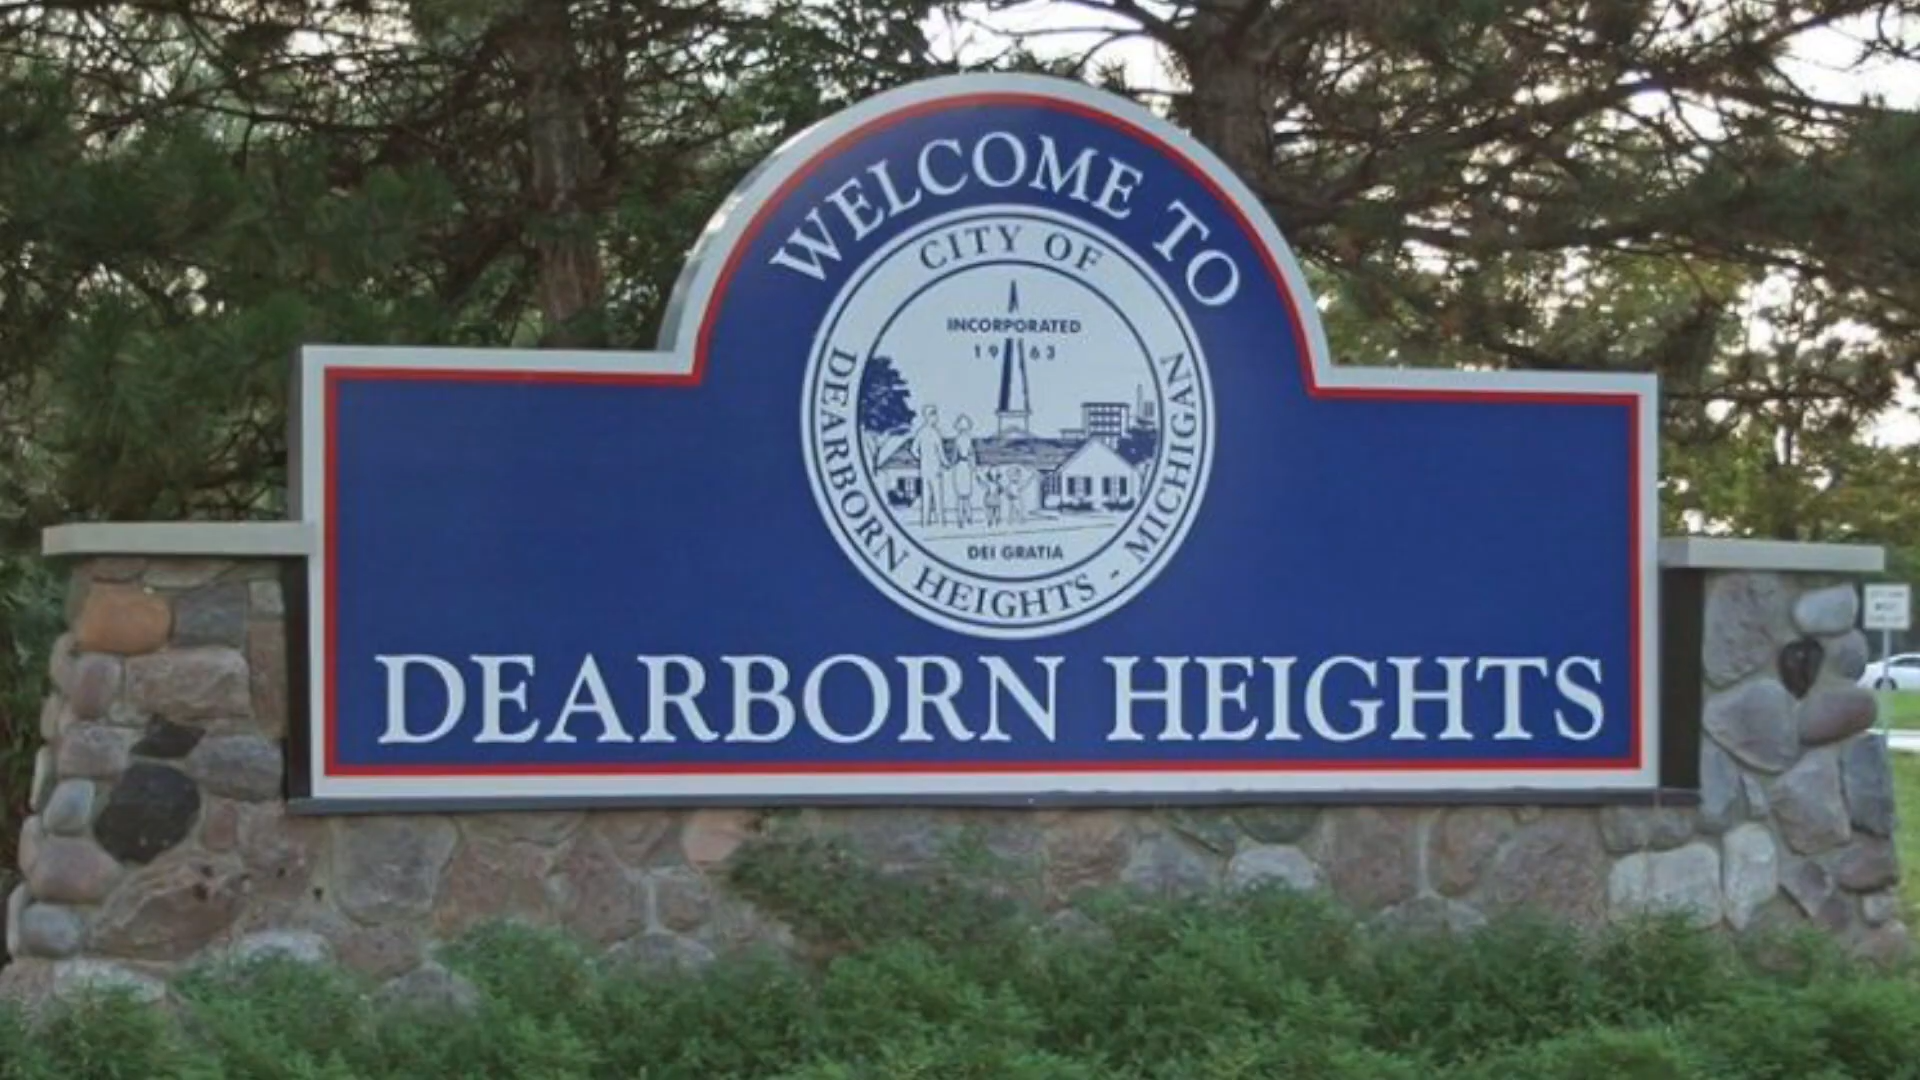 WELCOME TO
CITY OF
INCORPORATED
1963
DEI GRATIA
DEARBORN HEIGHTS - MICHIGAN
DEARBORN HEIGHTS